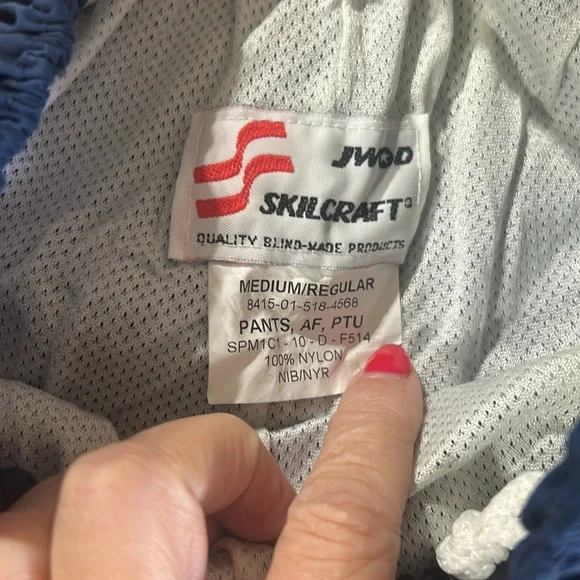 JWOD
SKILCRAFT®
QUALITY BLIND-MADE PRODUCTS
MEDIUM/REGULAR
8415-01-518-4568
PANTS, AF, PTU
SPM1C1 - 10 - D - F514
100% NYLON
NIB/NYR